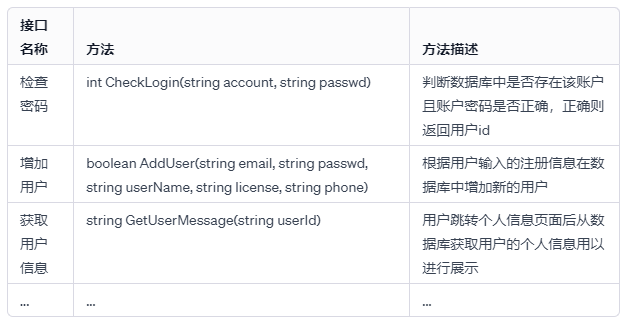 接口
名称
方法
方法描述
检查
密码
int CheckLogin(string account, string passwd)
判断数据库中是否存在该账户
且账户密码是否正确，正确则
返回用户id
增加
用户
boolean AddUser(string email, string passwd,
string userName, string license, string phone)
根据用户输入的注册信息在
数据库中增加新的用户
获取
用户
信息
string GetUserMessage(string userId)
用户跳转个人信息页面后从
数据库获取用户的个人信息用以
进行展示
...
...
...